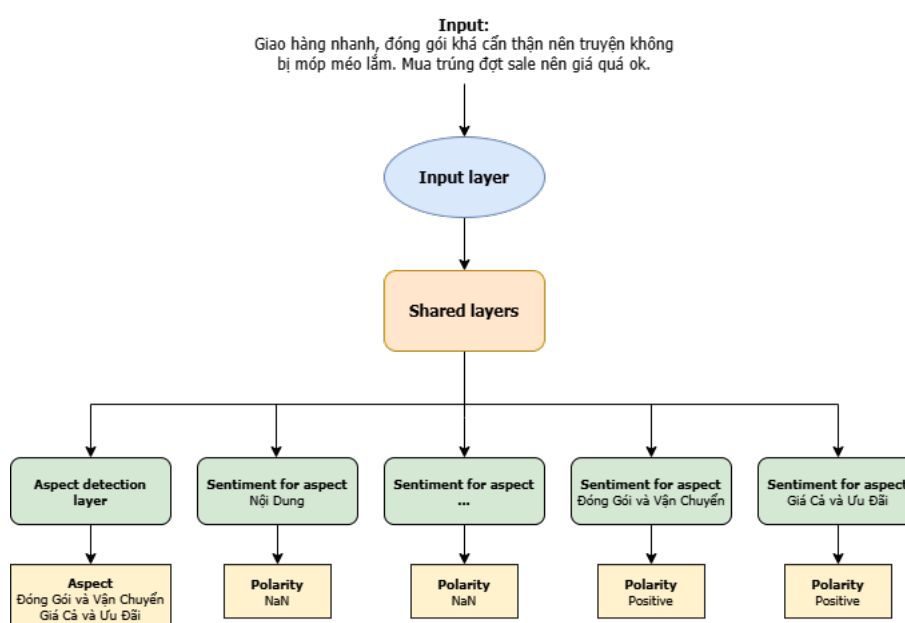 Input:
Giao hàng nhanh, đóng gói khá cẩn thận nên truyện không
bị móp méo lắm. Mua trúng đợt sale nên giá quá ok.
Input layer
Shared layers
Aspect detection
layer
Sentiment for aspect
Nội Dung
Sentiment for aspect
...
Sentiment for aspect
Đóng Gói và Vận Chuyển
Sentiment for aspect
Giá Cả và Ưu Đãi
Aspect
Đóng Gói và Vận Chuyển
Giá Cả và Ưu Đãi
Polarity
NaN
Polarity
NaN
Polarity
Positive
Polarity
Positive